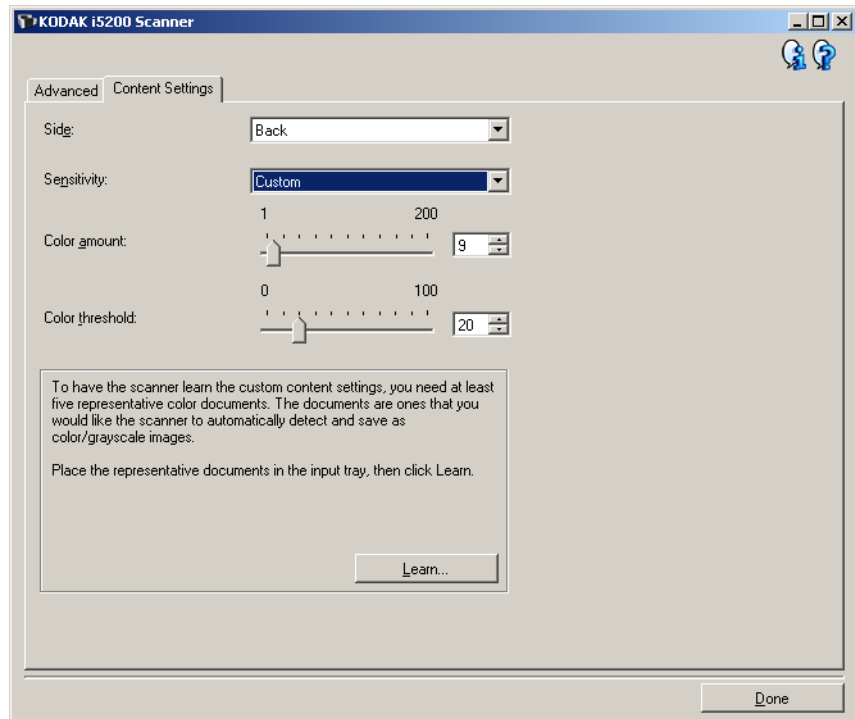 KODAK i5200 Scanner
Advanced
Content Settings
Side:
Back
Sensitivity:
Custom
1
200
Color amount:
9
0
100
Color threshold:
20
To have the scanner learn the custom content settings, you need at least
five representative color documents. The documents are ones that you
would like the scanner to automatically detect and save as
color/grayscale images.
Place the representative documents in the input tray, then click Learn.
Learn...
Done